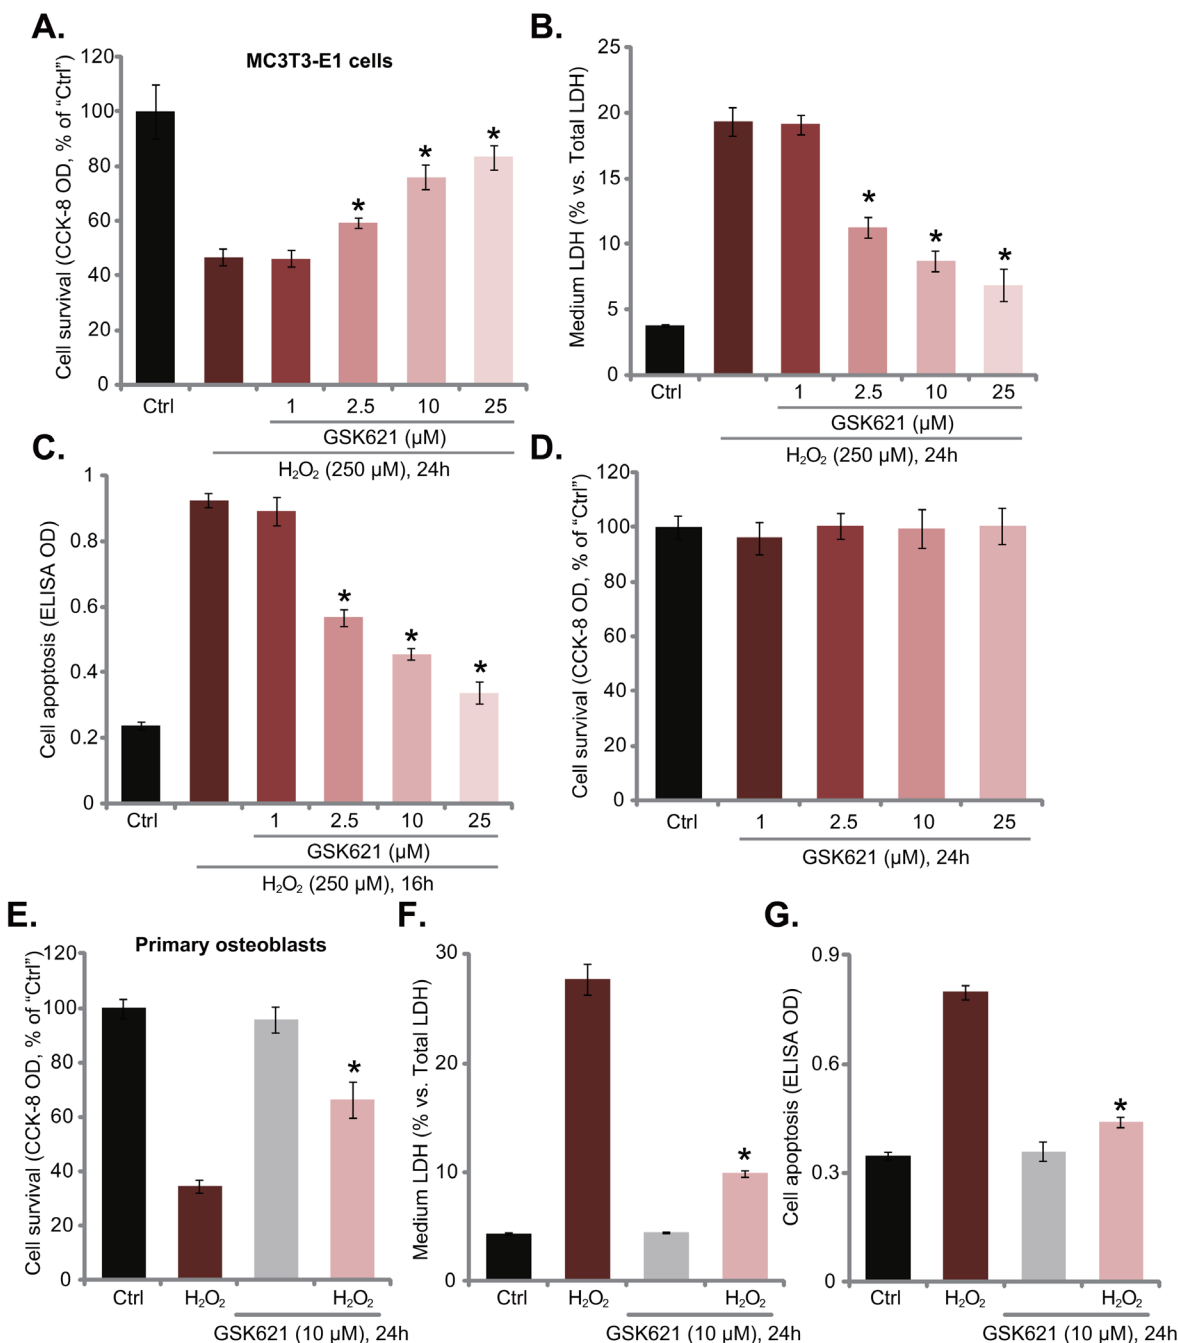 A.
MC3T3-E1 cells
Cell survival (CCK-8 OD, % of “Ctrl”)
120
100
80
60
40
20
0
*
*
*
Ctrl
1
2.5
10
25
GSK621 (µM)
H₂O₂ (250 µM), 24h
B.
Medium LDH (% vs. Total LDH)
25
20
15
10
5
0
*
*
*
Ctrl
1
2.5
10
25
GSK621 (µM)
H₂O₂ (250 µM), 24h
C.
Cell apoptosis (ELISA OD)
1
0.8
0.6
0.4
0.2
0
*
*
*
Ctrl
1
2.5
10
25
GSK621 (µM)
H₂O₂ (250 µM), 16h
D.
Cell survival (CCK-8 OD, % of “Ctrl”)
120
100
80
60
40
20
0
Ctrl
1
2.5
10
25
GSK621 (µM), 24h
E.
Primary osteoblasts
Cell survival (CCK-8 OD, % of “Ctrl”)
120
100
80
60
40
20
0
*
Ctrl
H₂O₂
H₂O₂
GSK621 (10 µM), 24h
F.
Medium LDH (% vs. Total LDH)
30
20
10
0
*
Ctrl
H₂O₂
H₂O₂
GSK621 (10 µM), 24h
G.
Cell apoptosis (ELISA OD)
0.9
0.6
0.3
0
*
Ctrl
H₂O₂
H₂O₂
GSK621 (10 µM), 24h